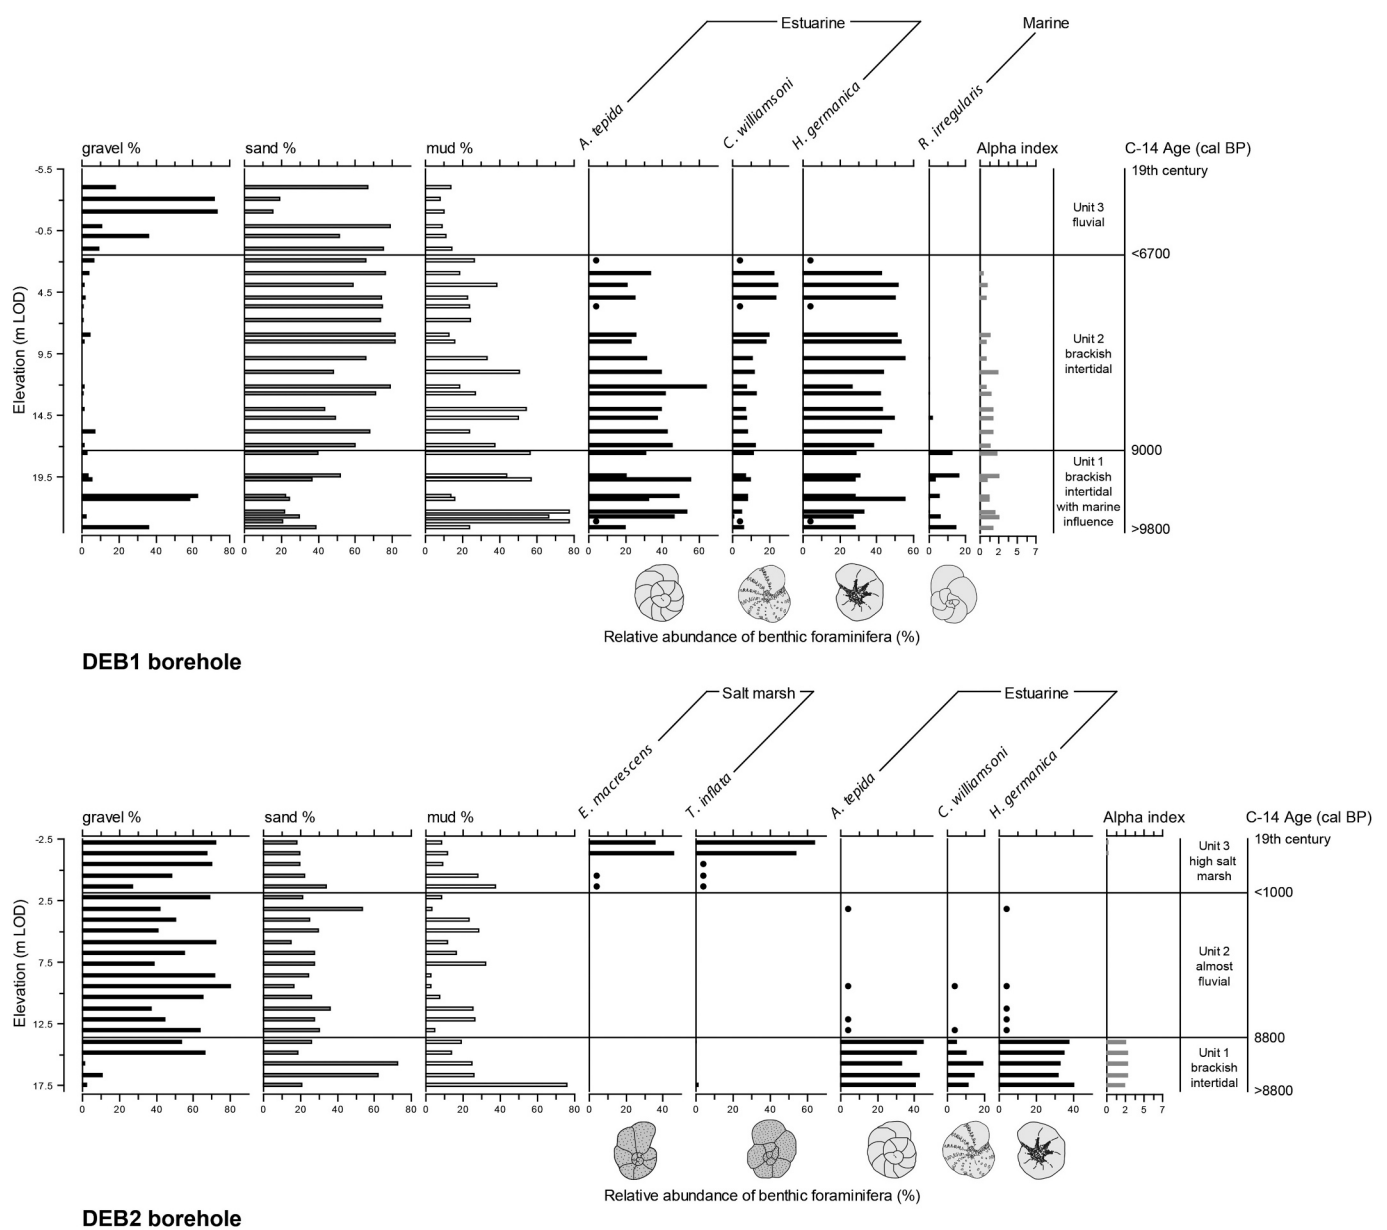 Estuarine Marine
A. tepida C. williamsoni H. germanica R. irregularis
gravel % sand % mud % Alpha index C-14 Age (cal BP)
-5.5 19th century
Unit 3
fluvial
-0.5
<6700
4.5
Unit 2
brackish
intertidal
9.5
14.5
9000
Unit 1
brackish
intertidal
with marine
influence
19.5
>9800
Elevation (m LOD)
0 20 40 60 80 0 20 40 60 80 0 20 40 60 80 0 20 40 60 0 20 0 20 40 60 0 20 0 2 5 7
Relative abundance of benthic foraminifera (%)
DEB1 borehole
Salt marsh Estuarine
E. macrescens T. inflata A. tepida C. williamsoni H. germanica
gravel % sand % mud % Alpha index C-14 Age (cal BP)
-2.5 19th century
Unit 3
high salt
marsh
<1000
2.5
7.5
Unit 2
almost
fluvial
12.5
8800
Unit 1
brackish
intertidal
17.5
>8800
Elevation (m LOD)
0 20 40 60 80 0 20 40 60 80 0 20 40 60 80 0 20 40 0 20 40 60 0 20 40 0 20 0 20 40 0 2 5 7
Relative abundance of benthic foraminifera (%)
DEB2 borehole